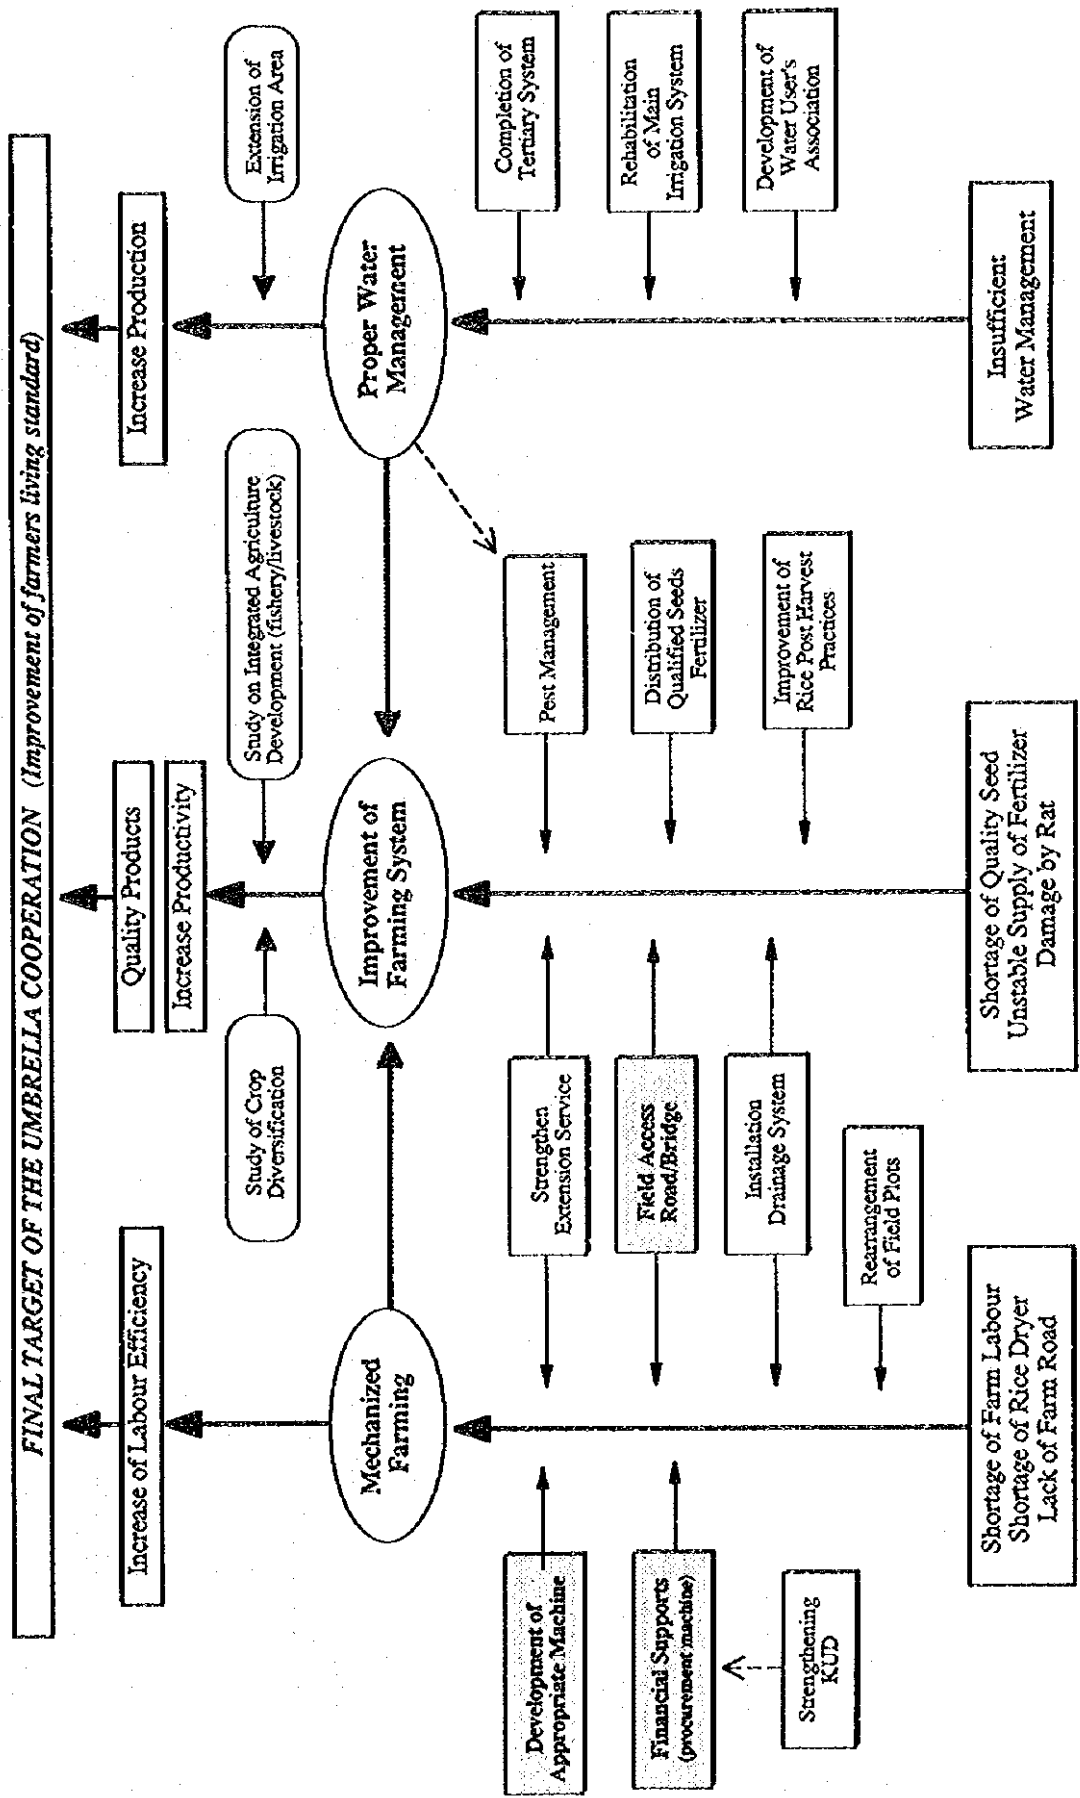 FINAL TARGET OF THE UMBRELLA COOPERATION (Improvement of farmers living standard)
Increase of Labour Efficiency
Quality Products
Increase Productivity
Increase Production
Study of Crop
Diversification
Study on Integrated Agriculture
Development (fishery/livestock)
Extension of
Irrigation Area
Mechanized
Farming
Improvement of
Farming System
Proper Water
Management
Development of
Appropriate Machine
Strengthen
Extension Service
Pest Management
Completion of
Tertiary System
Financial Supports
(procurement machine)
Field Access
Road/Bridge
Distribution of
Qualified Seeds
Fertilizer
Rehabilitation
of Main
Irrigation System
Strengthening
KUD
Installation
Drainage System
Improvement of
Rice Post Harvest
Practices
Development of
Water User's
Association
Rearrangement
of Field Plots
Shortage of Farm Labour
Shortage of Rice Dryer
Lack of Farm Road
Shortage of Quality Seed
Unstable Supply of Fertilizer
Damage by Rat
Insufficient
Water Management